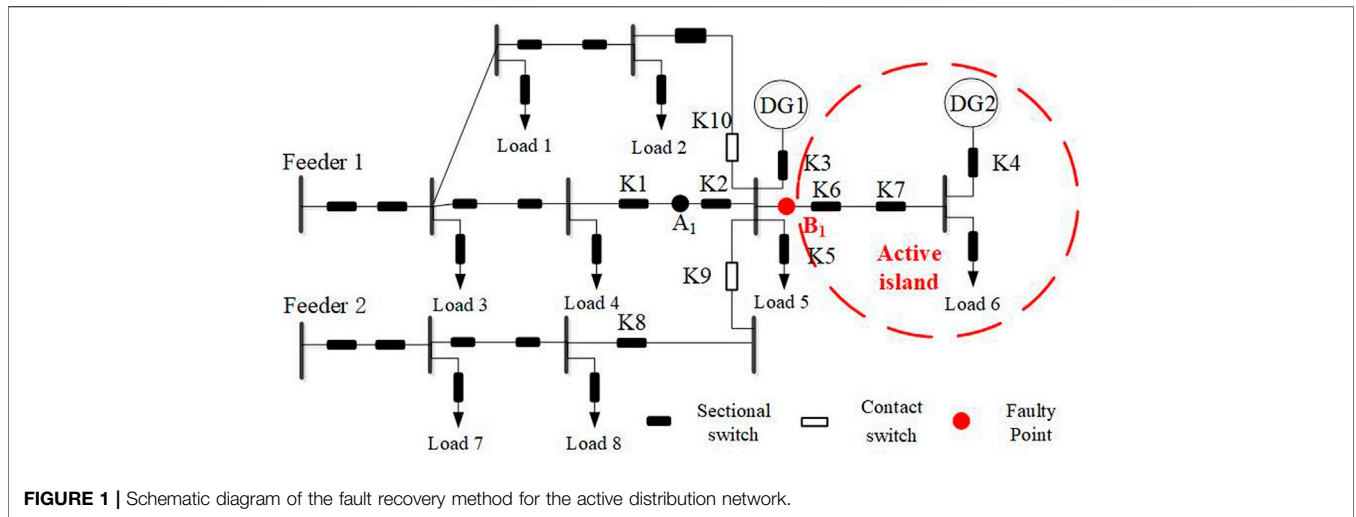 DG1
DG2
K10
Load 1
Load 2
K3
K4
Feeder 1
K1
K2
K6
K7
A1
B1
K5
Active
island
K9
Load 3
Load 4
Load 5
Load 6
Feeder 2
K8
Load 7
Load 8
Sectional
switch
Contact
switch
Faulty
Point
FIGURE 1 | Schematic diagram of the fault recovery method for the active distribution network.